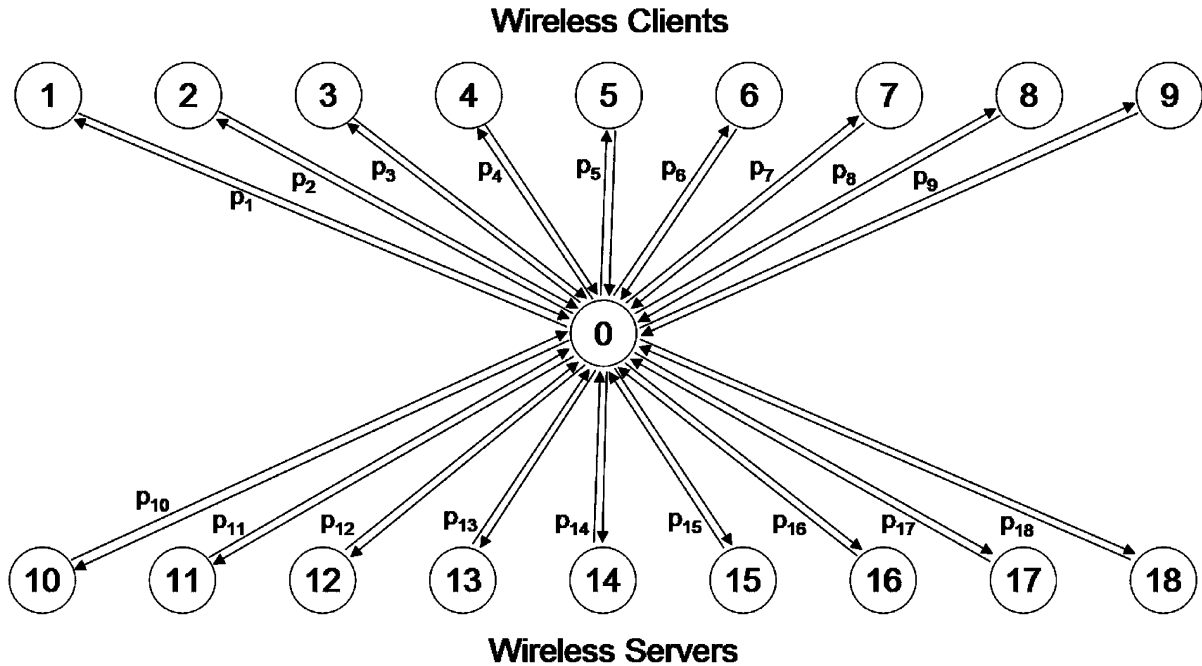 Wireless Clients
1 2 3 4 5 6 7 8 9
p1 p2 p3 p4 p5 p6 p7 p8 p9
0
p10 p11 p12 p13 p14 p15 p16 p17 p18
10 11 12 13 14 15 16 17 18
Wireless Servers